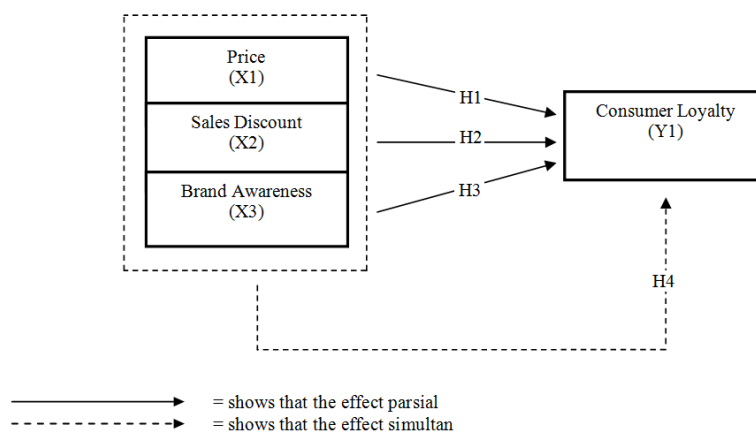 Price
(X1)
Sales Discount
(X2)
Brand Awareness
(X3)
H1
H2
H3
Consumer Loyalty
(Y1)
H4
= shows that the effect parsial
= shows that the effect simultan